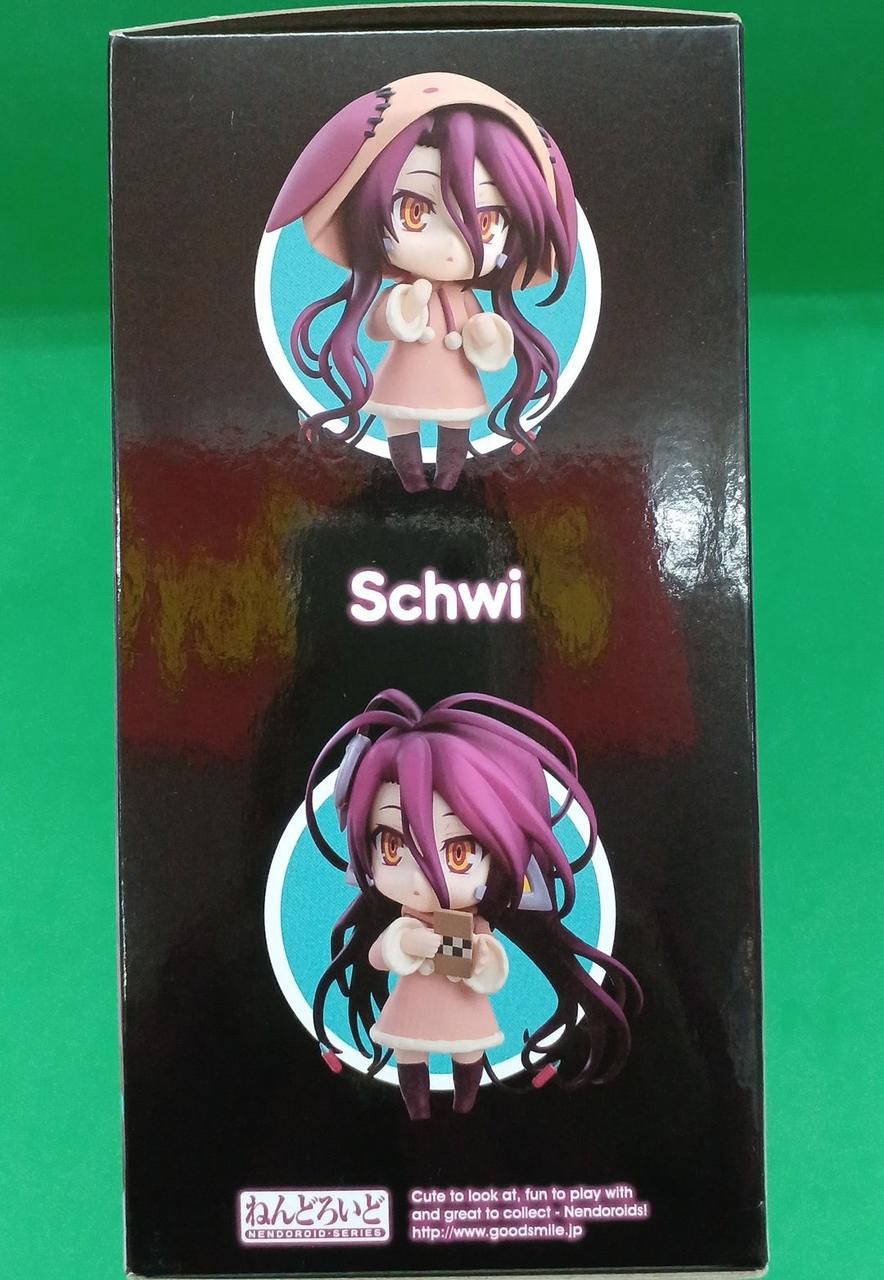 Schwi
ねんどろいど
NENDOROID·SERIES
Cute to look at, fun to play with
and great to collect - Nendoroids!
http://www.goodsmile.jp